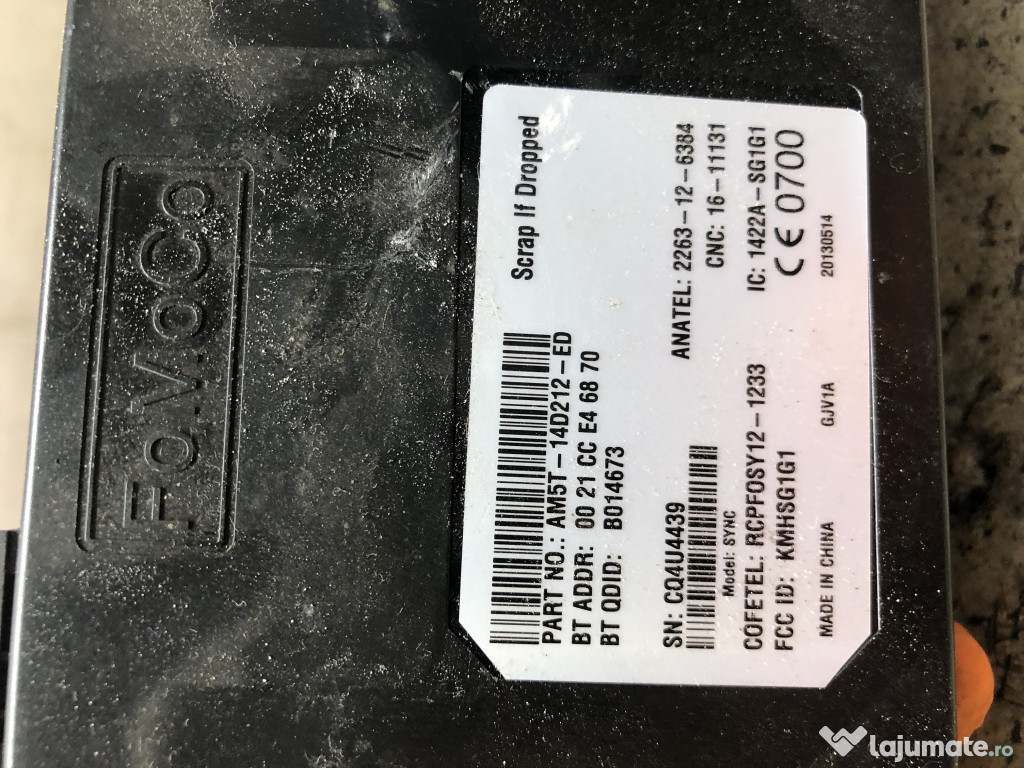 Fo.V.oCo
Scrap If Dropped
PART NO.: AM5T-14D212-ED
BT ADDR: 00 21 CC E4 68 70
BT QDID: B014673
ANATEL: 2263-12-6384
SN: CQ4U4439
CNC: 16-11131
Model: SYNC
COFETEL: RCPFOSY12-1233
IC: 1422A-SG1G1
FCC ID: KMHSG1G1
CE 0700
MADE IN CHINA
GJV1A
20130514
lajumate.ro